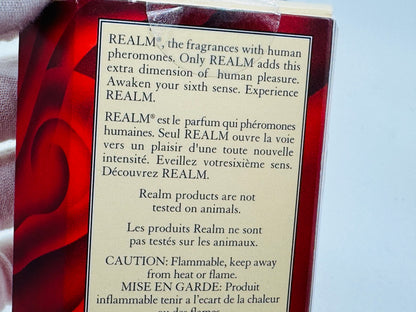 REALM®, the fragrances with human
pheromones. Only REALM adds this
extra dimension of human pleasure.
Awaken your sixth sense. Experience
REALM.
REALM® est le parfum qui phéromones
humaines. Seul REALM ouvre la voie
vers un plaisir d'une toute nouvelle
intensité. Eveillez votresixième sens.
Découvrez REALM.
Realm products are not
tested on animals.
Les produits Realm ne sont
pas testés sur les animaux.
CAUTION: Flammable, keep away
from heat or flame.
MISE EN GARDE: Produit
inflammable tenir a l'ecart de la chaleur
ou des flames